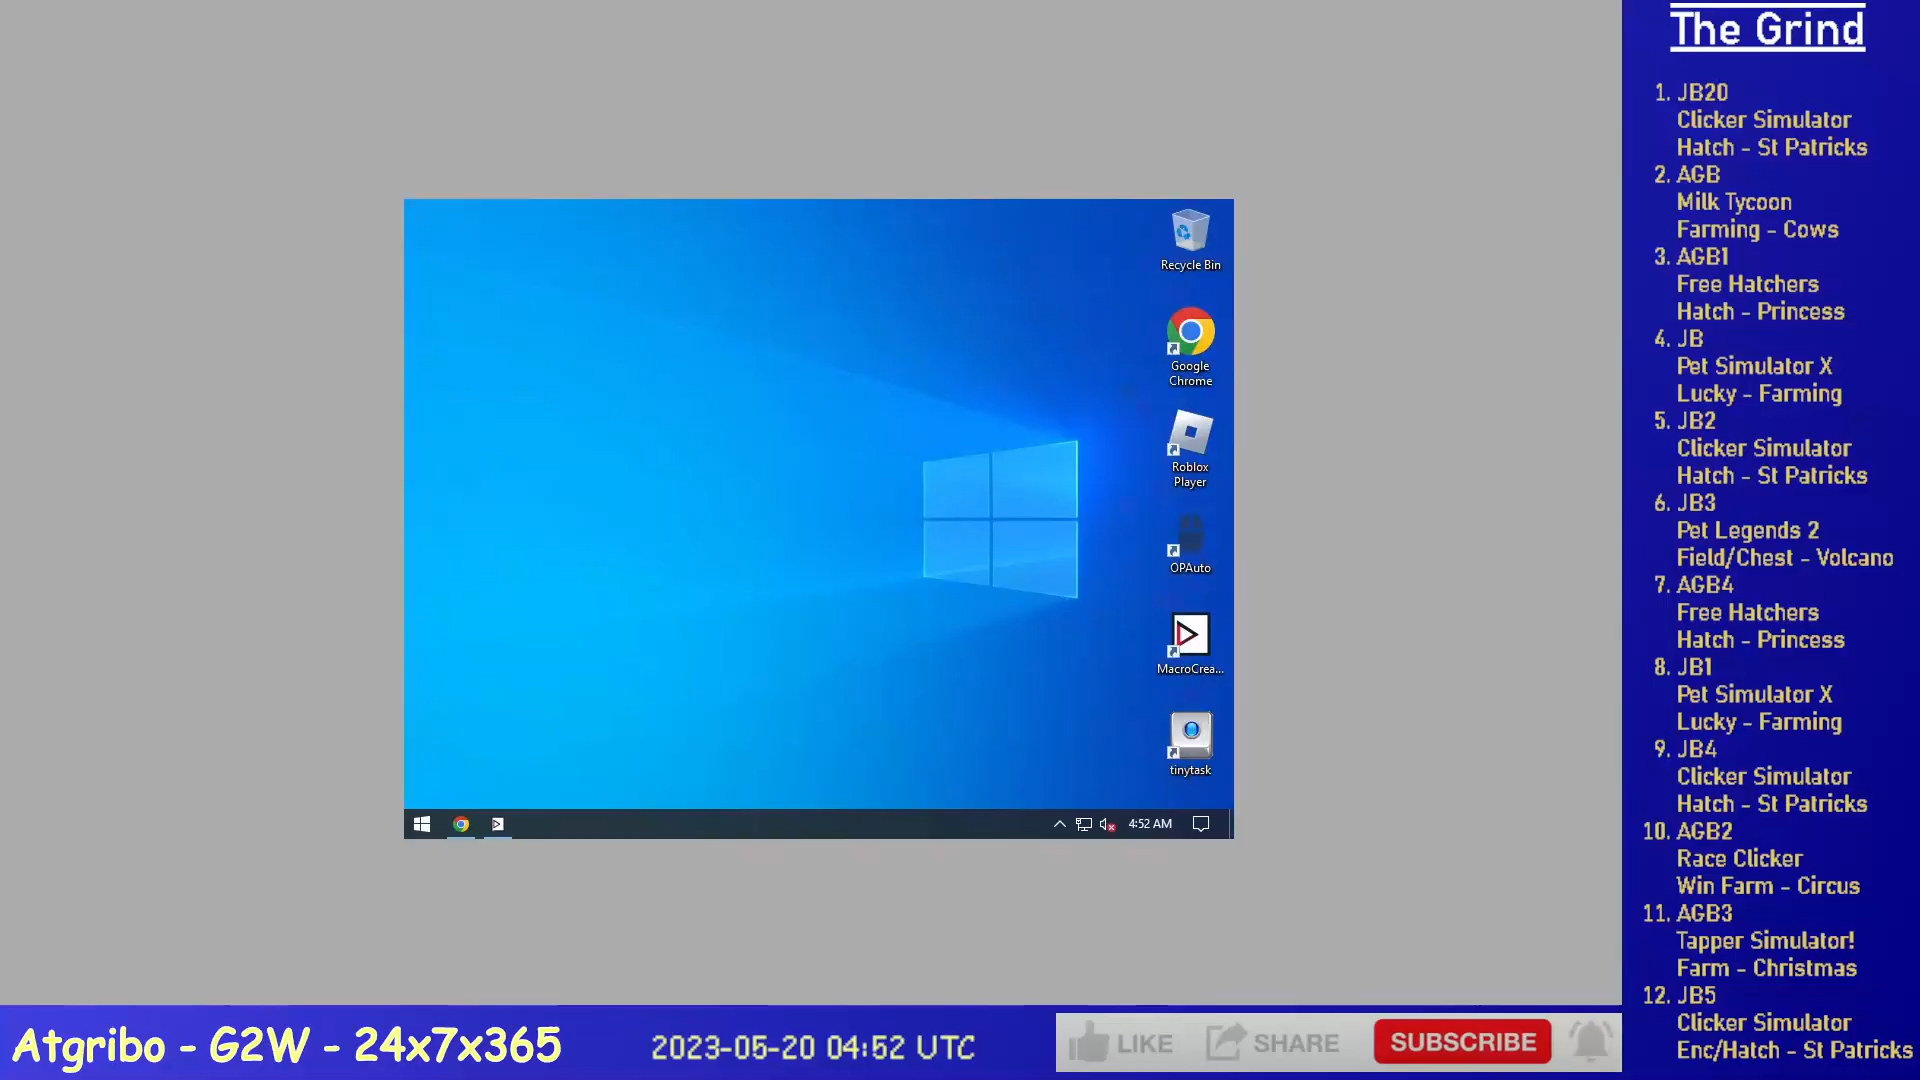 The Grind
1. JB20
Clicker Simulator
Hatch - St Patricks
2. AGB
Milk Tycoon
Farming - Cows
3. AGB1
Free Hatchers
Hatch - Princess
4. JB
Pet Simulator X
Lucky - Farming
5. JB2
Clicker Simulator
Hatch - St Patricks
6. JB3
Pet Legends 2
Field/Chest - Volcano
7. AGB4
Free Hatchers
Hatch - Princess
8. JB1
Pet Simulator X
Lucky - Farming
9. JB4
Clicker Simulator
Hatch - St Patricks
10. AGB2
Race Clicker
Win Farm - Circus
11. AGB3
Tapper Simulator!
Farm - Christmas
12. JB5
Clicker Simulator
Enc/Hatch - St Patricks
Recycle Bin
Google
Chrome
Roblox
Player
OPAuto
MacroCrea...
tinytask
4:52 AM
Atgribo - G2W - 24x7x365
2023-05-20 04:52 UTC
LIKE
SHARE
SUBSCRIBE